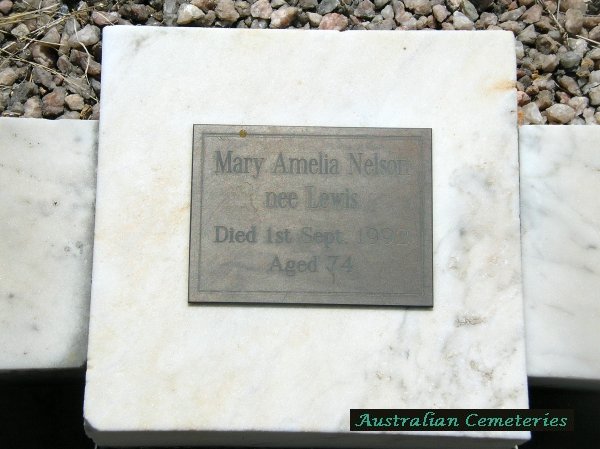 Mary Amelia Nelson
nee Lewis
Died 1st Sept.
Aged 74
Australian Cemeteries